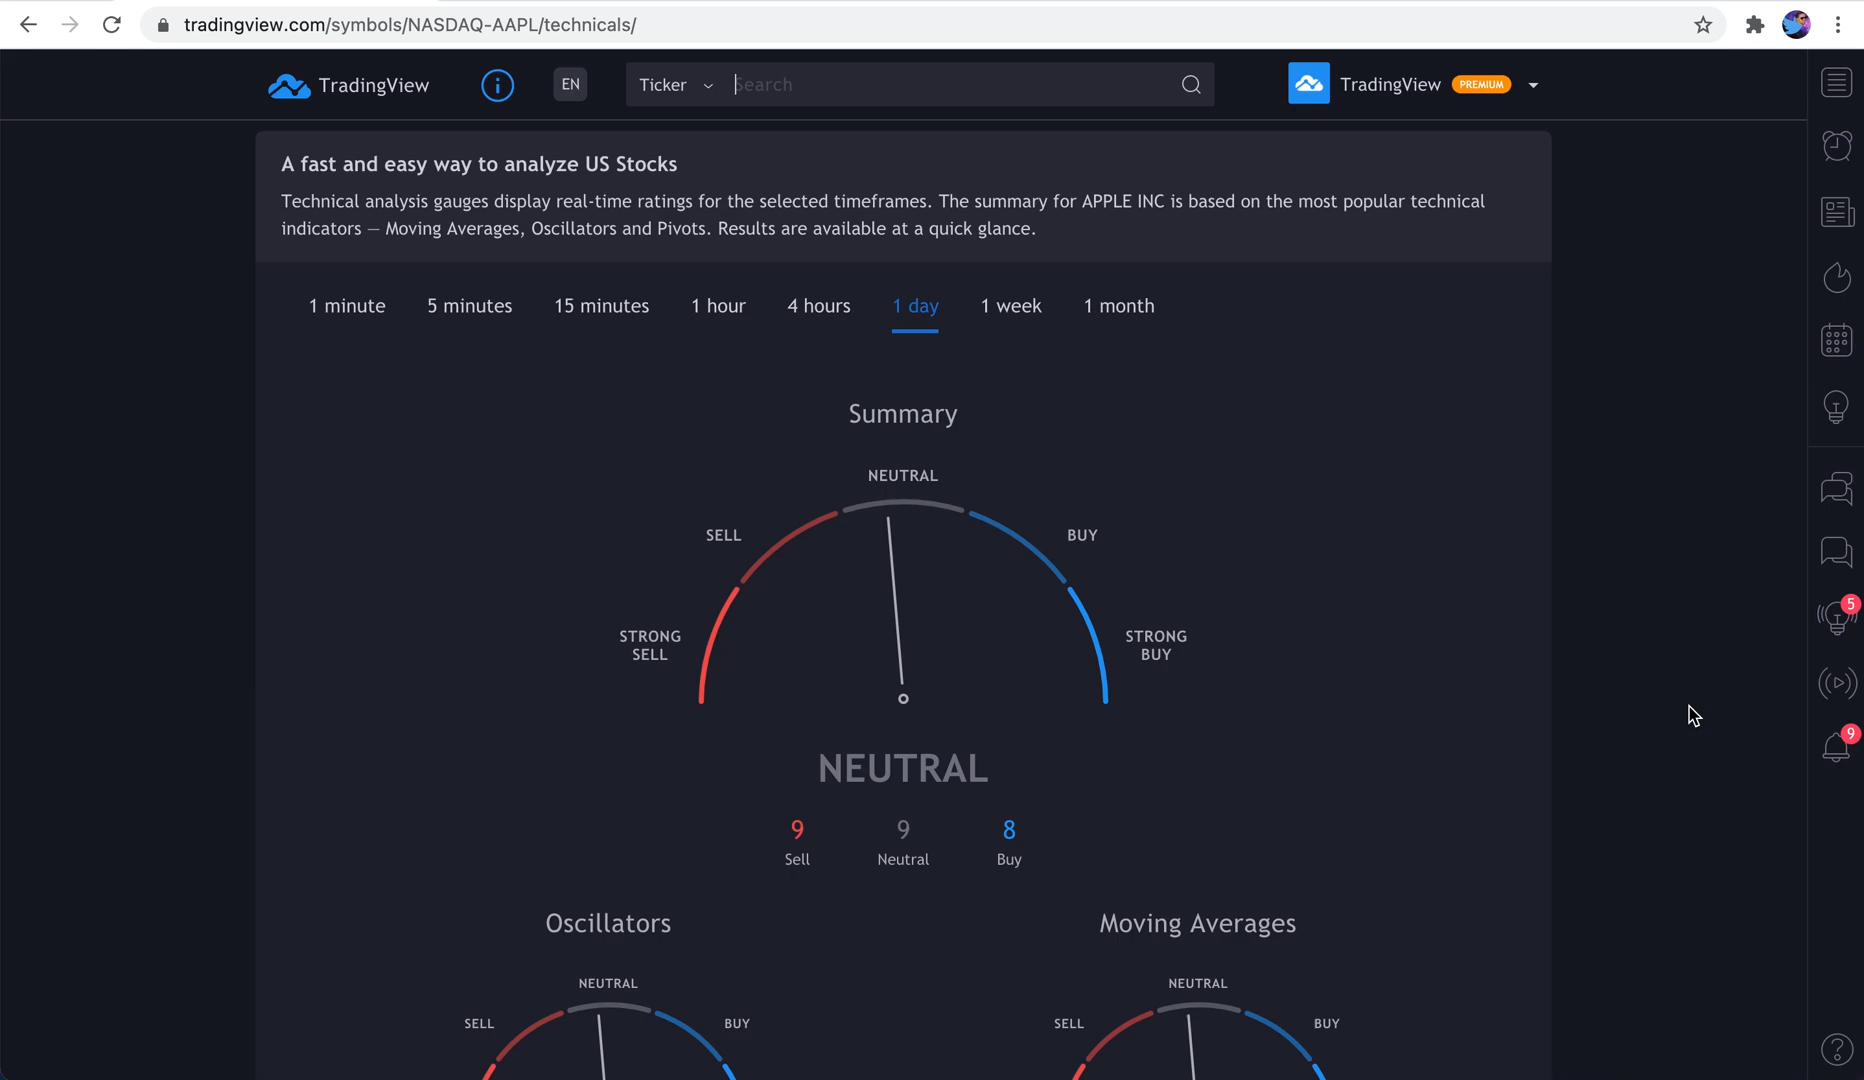 tradingview.com/symbols/NASDAQ-AAPL/technicals/
TradingView
i
EN
Ticker
Search
TradingView
PREMIUM
A fast and easy way to analyze US Stocks
Technical analysis gauges display real-time ratings for the selected timeframes. The summary for APPLE INC is based on the most popular technical
indicators — Moving Averages, Oscillators and Pivots. Results are available at a quick glance.
1 minute 5 minutes 15 minutes 1 hour 4 hours 1 day 1 week 1 month
Summary
NEUTRAL
SELL BUY
STRONG
SELL
STRONG
BUY
5
9
NEUTRAL
9 9 8
Sell Neutral Buy
Oscillators Moving Averages
NEUTRAL NEUTRAL
SELL BUY SELL BUY
?